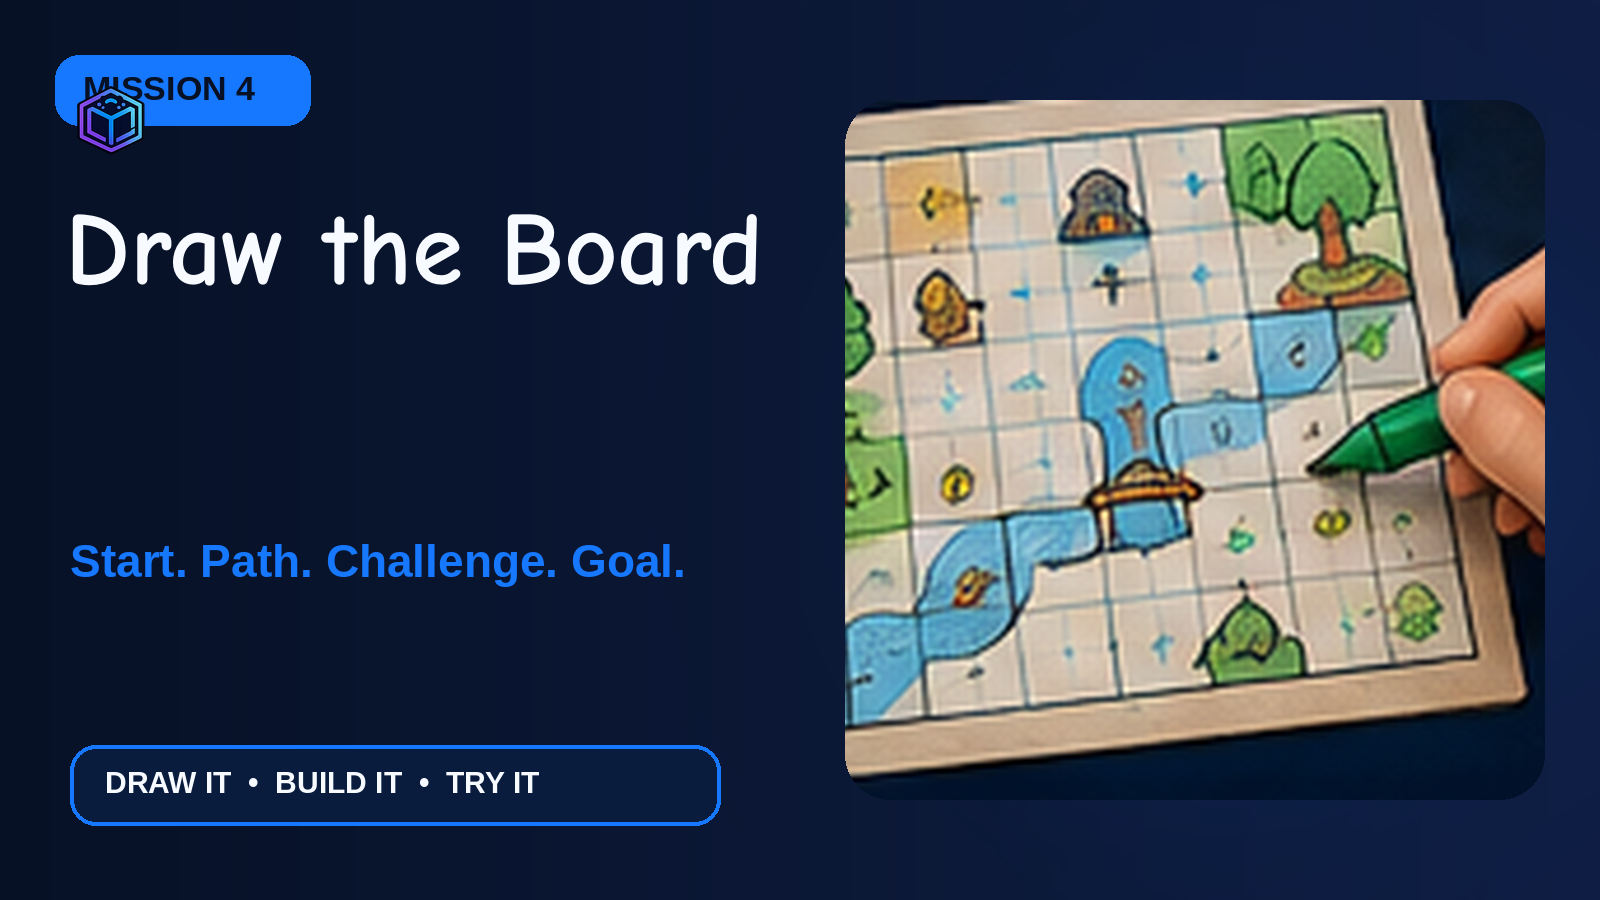 MISSION 4
Draw the Board
Start. Path. Challenge. Goal.
DRAW IT • BUILD IT • TRY IT